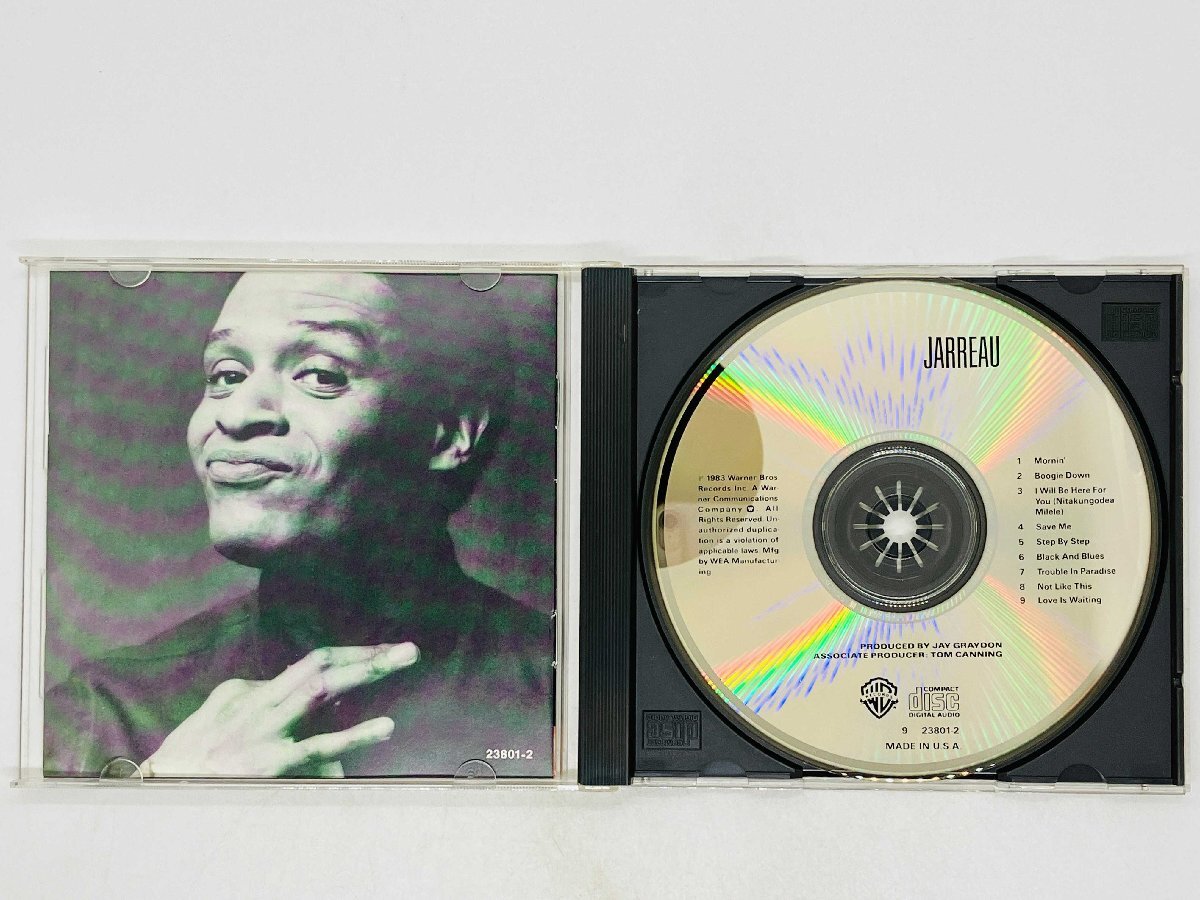 23801-2
JARREAU
℗ 1983 Warner Bros
Records Inc. A War-
ner Communications
Company. All
Rights Reserved. Un-
authorized duplica-
tion is a violation of
applicable laws. Mfg
by WEA Manufactur-
ing
1 Mornin'
2 Boogie Down
3 I Will Be Here For
You (Nitakungodea
Milele)
4 Save Me
5 Step By Step
6 Black And Blues
7 Trouble In Paradise
8 Not Like This
9 Love Is Waiting
PRODUCED BY JAY GRAYDON
ASSOCIATE PRODUCER: TOM CANNING
RECORDS
COMPACT
disc
DIGITAL AUDIO
9 23801-2
MADE IN U.S.A.